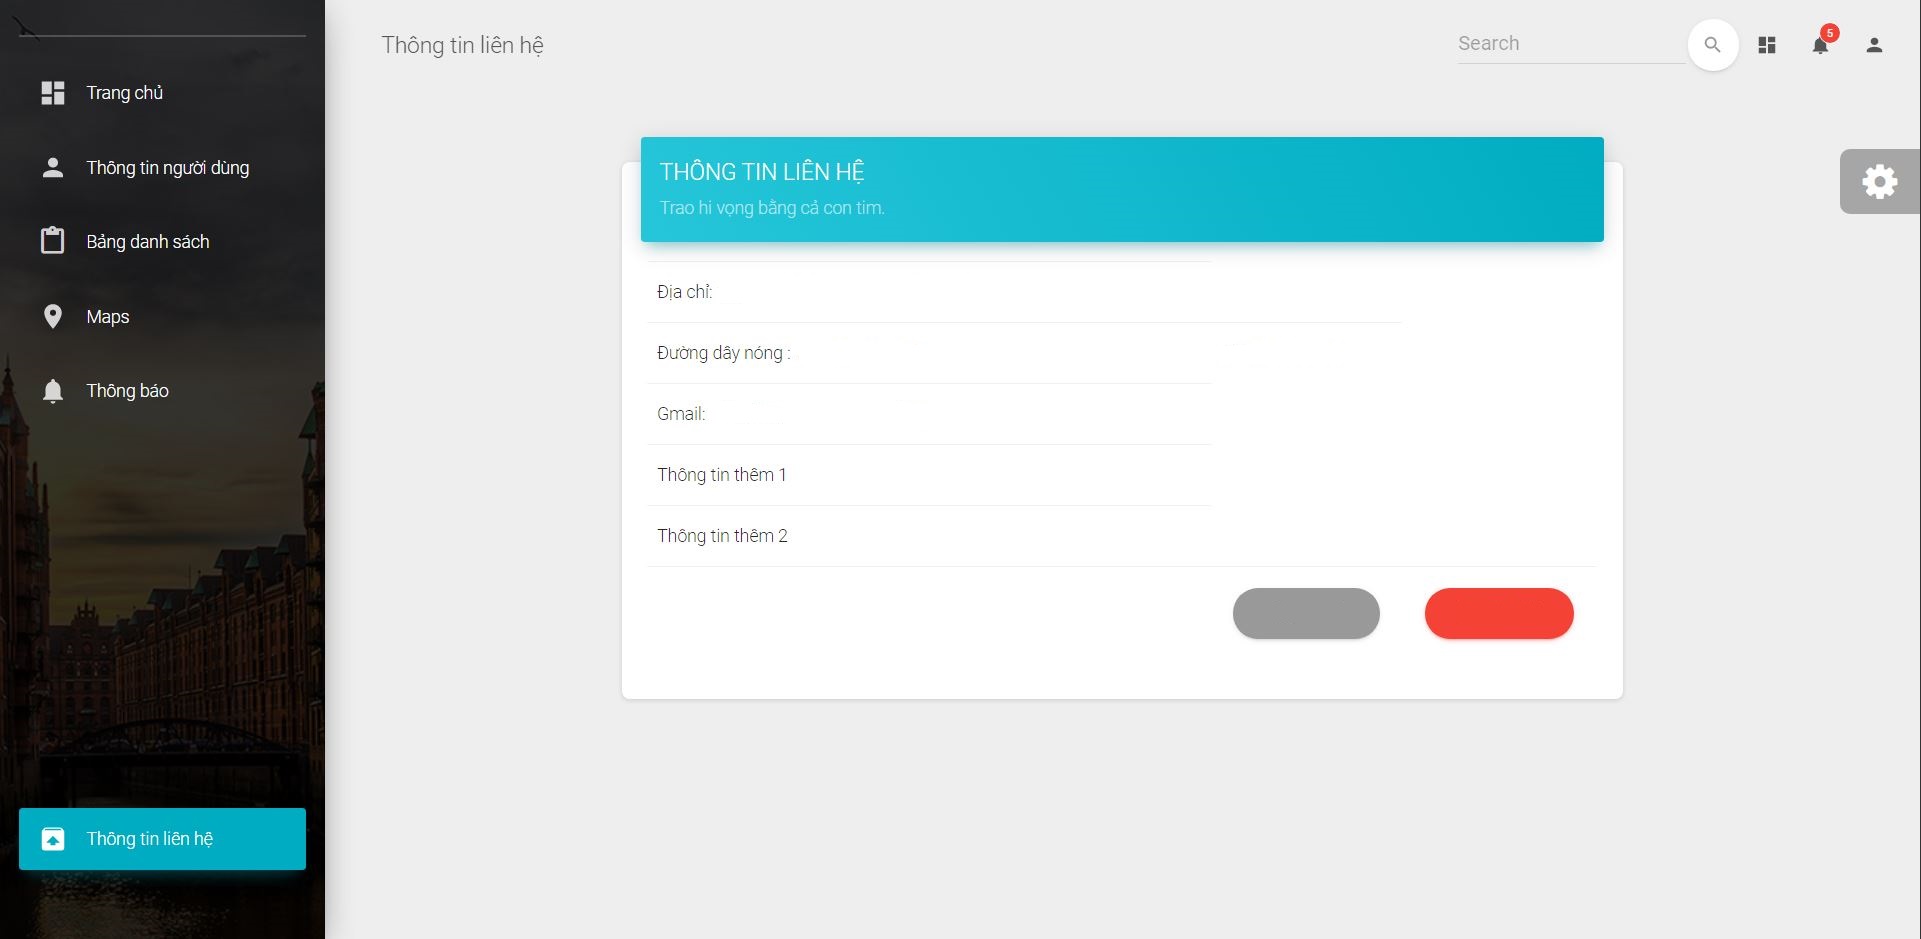 Trang chủ
Thông tin người dùng
Bảng danh sách
Maps
Thông báo
Thông tin liên hệ
Thông tin liên hệ
Search
5
THÔNG TIN LIÊN HỆ
Trao hi vọng bằng cả con tim.
Địa chỉ:
Đường dây nóng :
Gmail:
Thông tin thêm 1
Thông tin thêm 2